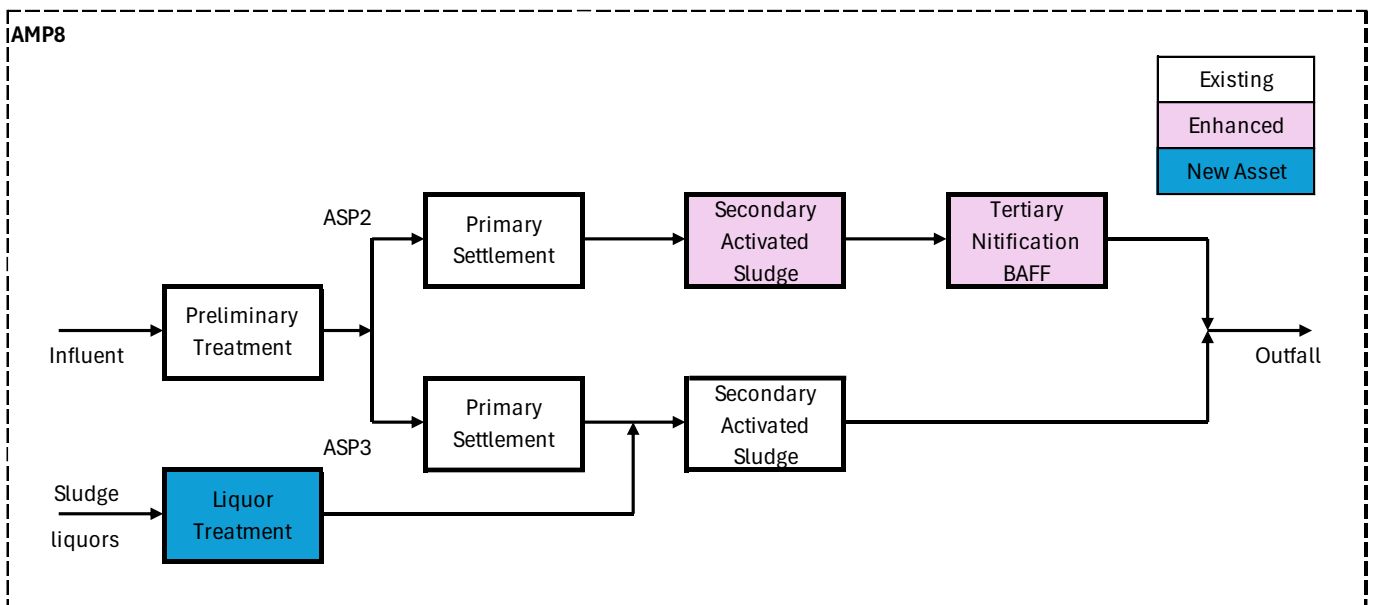 AMP8
Existing
Enhanced
New Asset
ASP2
Primary
Settlement
Secondary
Activated
Sludge
Tertiary
Nitification
BAFF
Preliminary
Treatment
Influent
Outfall
Primary
Settlement
Secondary
Activated
Sludge
ASP3
Sludge
liquors
Liquor
Treatment